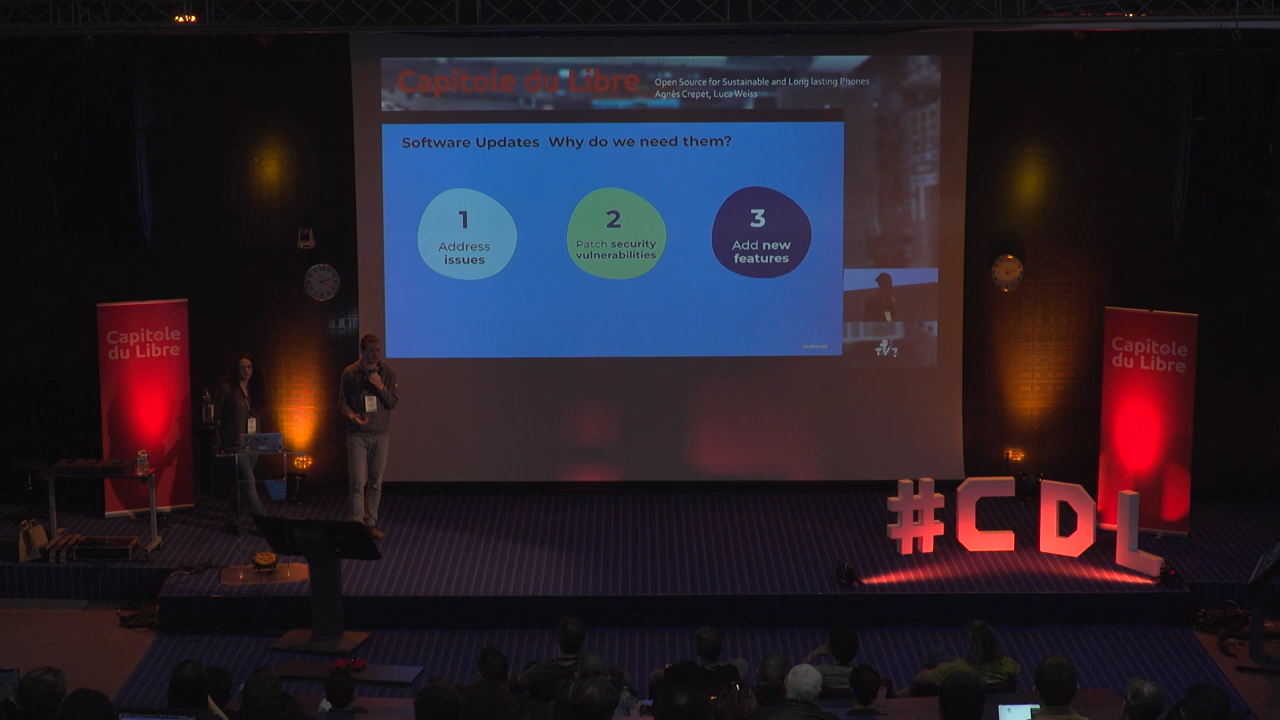 Capitole du Libre
Open Source for Sustainable and Long lasting Phones
Agnès Crepet, Luca Weiss
Software Updates Why do we need them?
1
Address
issues
2
Patch security
vulnerabilities
3
Add new
features
Capitole
du Libre
Capitole
du Libre
#CDL